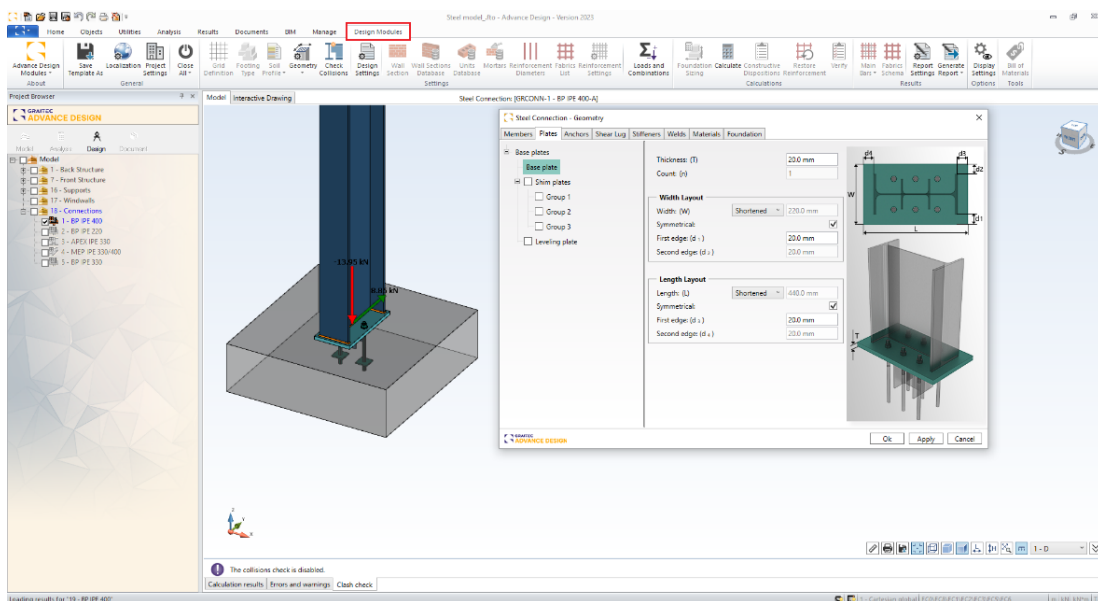 Steel model_.fto - Advance Design - Version 2023
Home Objects Utilities Analysis Results Documents BIM Manage Design Modules
Advance Design Modules
Save Template As
Localization
Project Settings
Close All
Grid Definition
Footing Type
Soil Profile
Geometry
Check Collisions
Design Settings
Wall Section
Wall Sections Database
Units Database
Mortars
Reinforcement Diameters
Fabrics List
Reinforcement Settings
Loads and Combinations
Foundation Sizing
Calculate
Constructive Dispositions
Restore Reinforcement
Verify
Main Bars
Fabrics Schema
Report Settings
Generate Report
Display Settings
Bill of Materials
About General Settings Calculations Results Options Tools
Project Browser
Model Interactive Drawing
Steel Connection: [GRCONN-1 - BP IPE 400-A]
GRAITEC
ADVANCE DESIGN
Model Analysis Design Document
Model
1 - Back Structure
7 - Front Structure
16 - Supports
17 - Windwalls
18 - Connections
1 - BP IPE 400
2 - BP IPE 220
3 - APEX IPE 330
4 - MEP IPE 330/400
5 - BP IPE 330
-13.95 kN
Steel Connection - Geometry
Members Plates Anchors Shear Lug Stiffeners Welds Materials Foundation
Base plates
Base plate
Shim plates
Group 1
Group 2
Group 3
Leveling plate
Thickness: (T) 20.0 mm
Count: (n) 1
Width Layout
Width: (W) Shortened 220.0 mm
Symmetrical:
First edge: (d 1) 20.0 mm
Second edge: (d 2) 20.0 mm
Length Layout
Length: (L) Shortened 440.0 mm
Symmetrical:
First edge: (d 3) 20.0 mm
Second edge: (d 4) 20.0 mm
d4 d3
d2
W
d1
L
T
GRAITEC
ADVANCE DESIGN
Ok Apply Cancel
Z
Y
X
1 - D
The collisions check is disabled.
Calculation results Errors and warnings Clash check
Loading results for '19 - BP IPE 400'